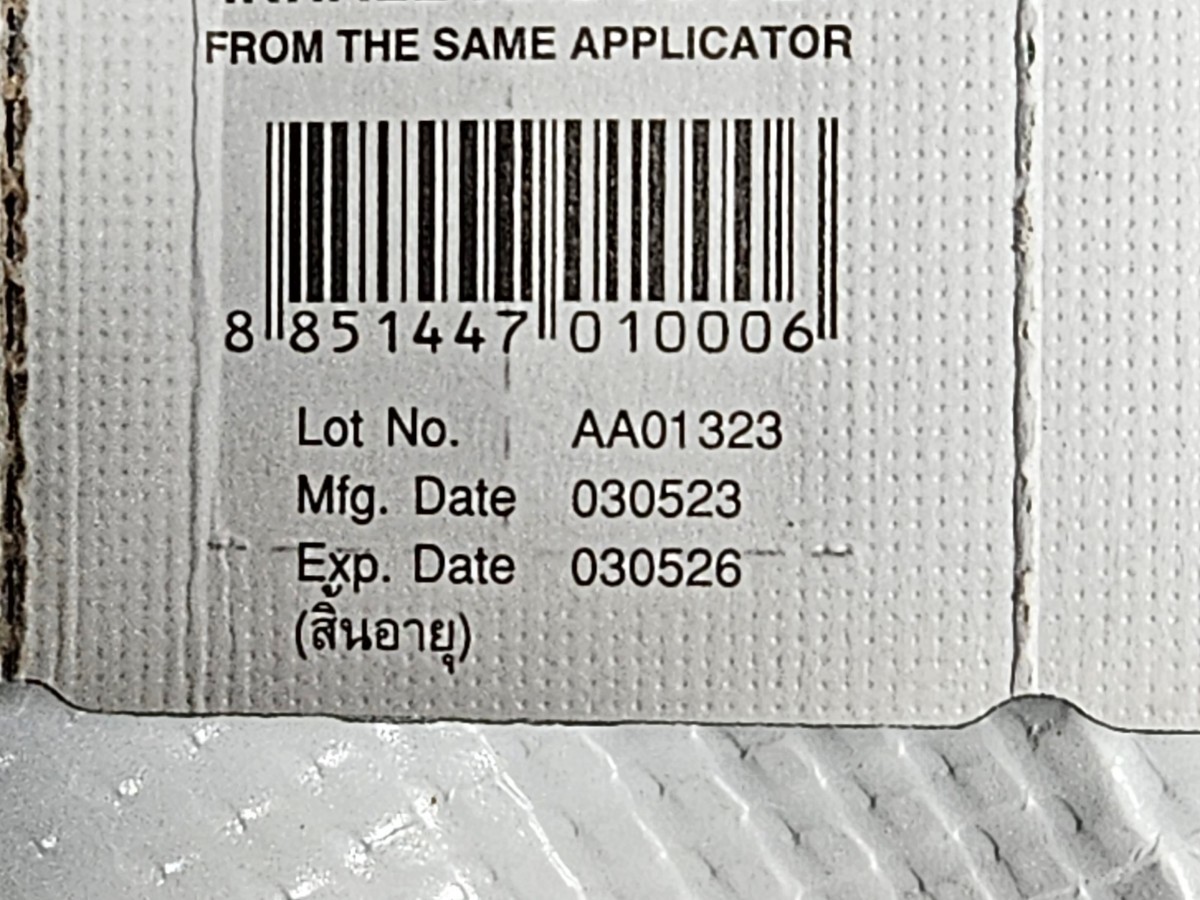 FROM THE SAME APPLICATOR
8 851447 010006
Lot No. AA01323
Mfg. Date 030523
Exp. Date 030526
(สิ้นอายุ)